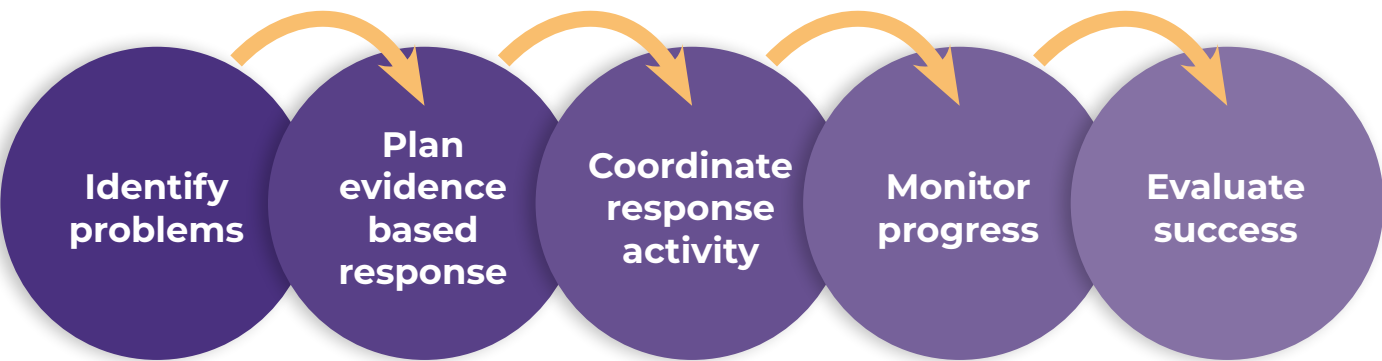 Identify
problems
Plan
evidence
based
response
Coordinate
response
activity
Monitor
progress
Evaluate
success